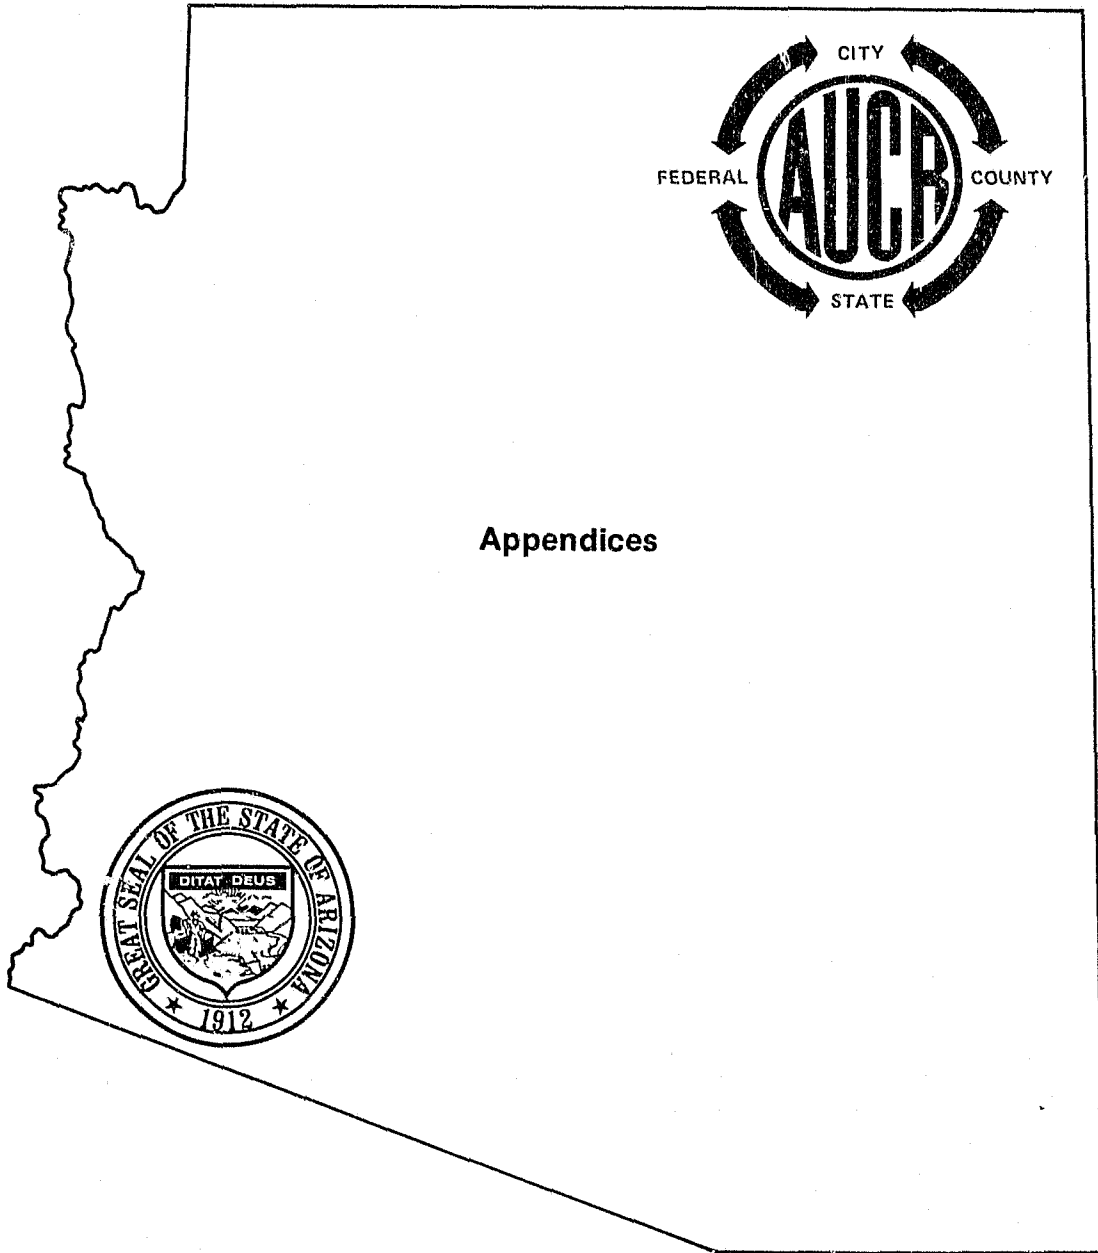 CITY
FEDERAL
AUCR
COUNTY
STATE
Appendices
GREAT SEAL OF THE STATE OF ARIZONA
DITAT DEUS
1912